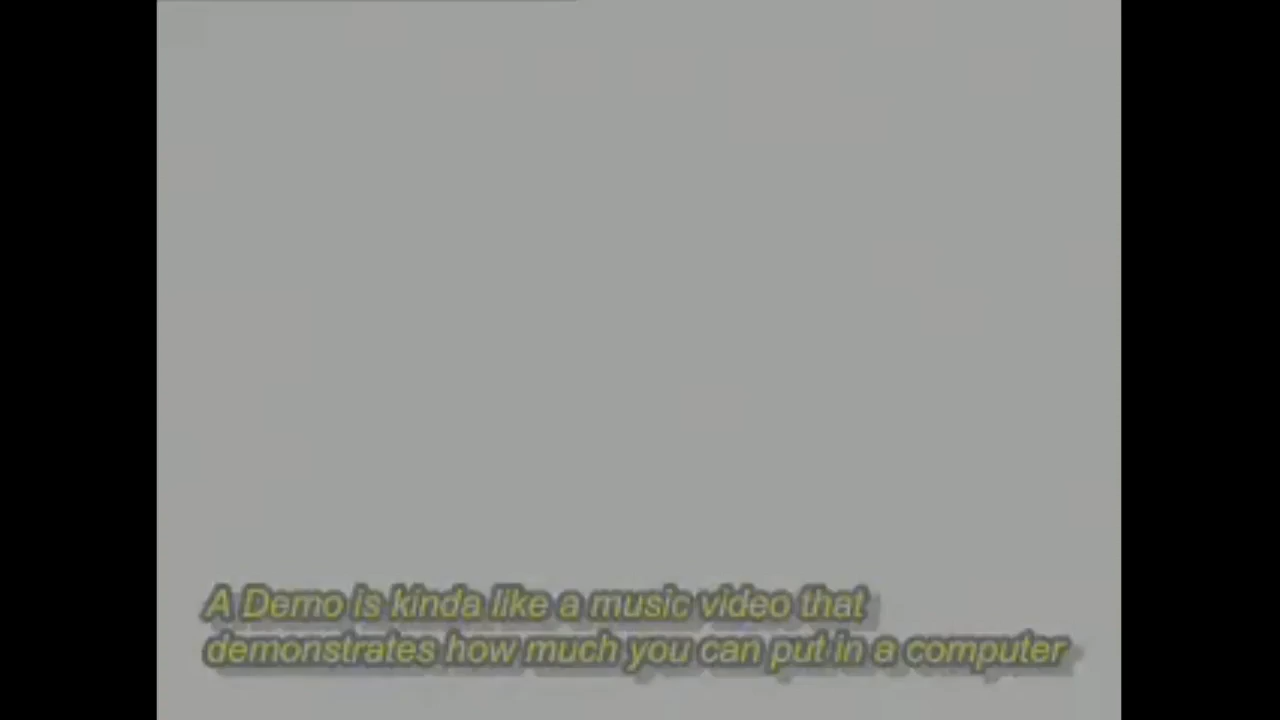 A Demo is kinda like a music video that
demonstrates how much you can put in a computer